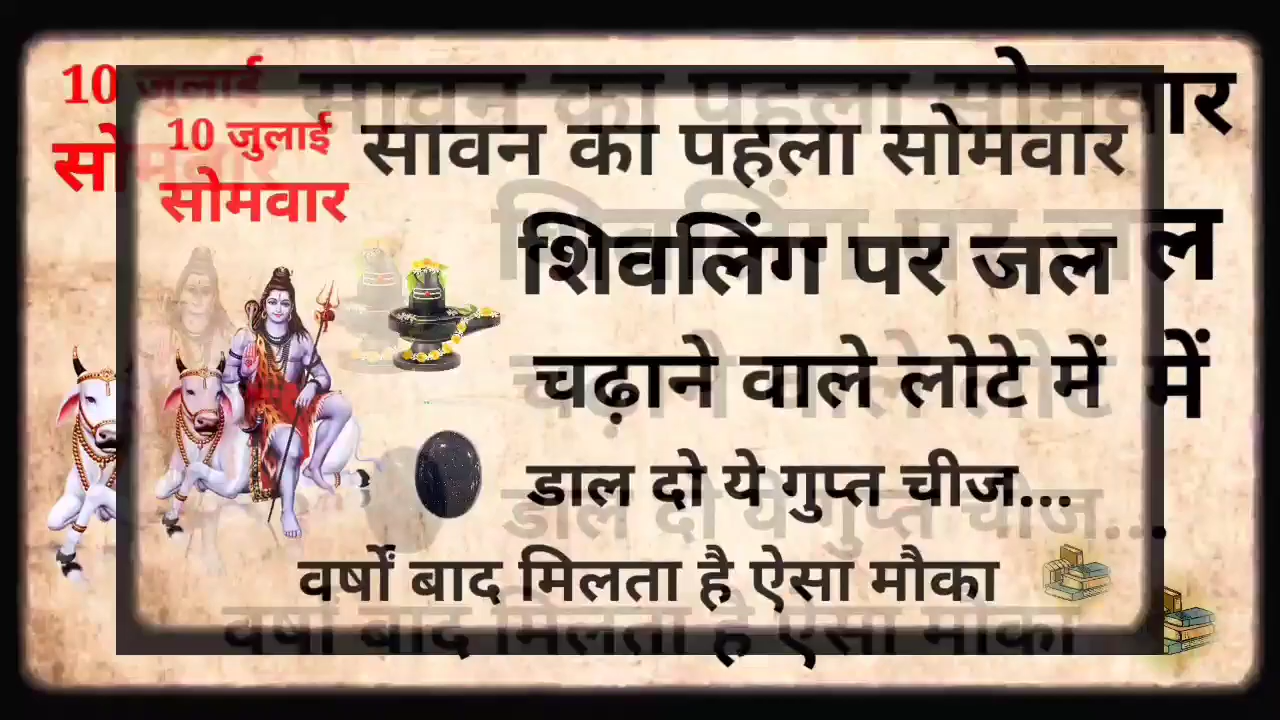 10 जुलाई
सोमवार
सावन का पहला सोमवार
शिवलिंग पर जल
चढ़ाने वाले लोटे में
डाल दो ये गुप्त चीज...
वर्षों बाद मिलता है ऐसा मौका